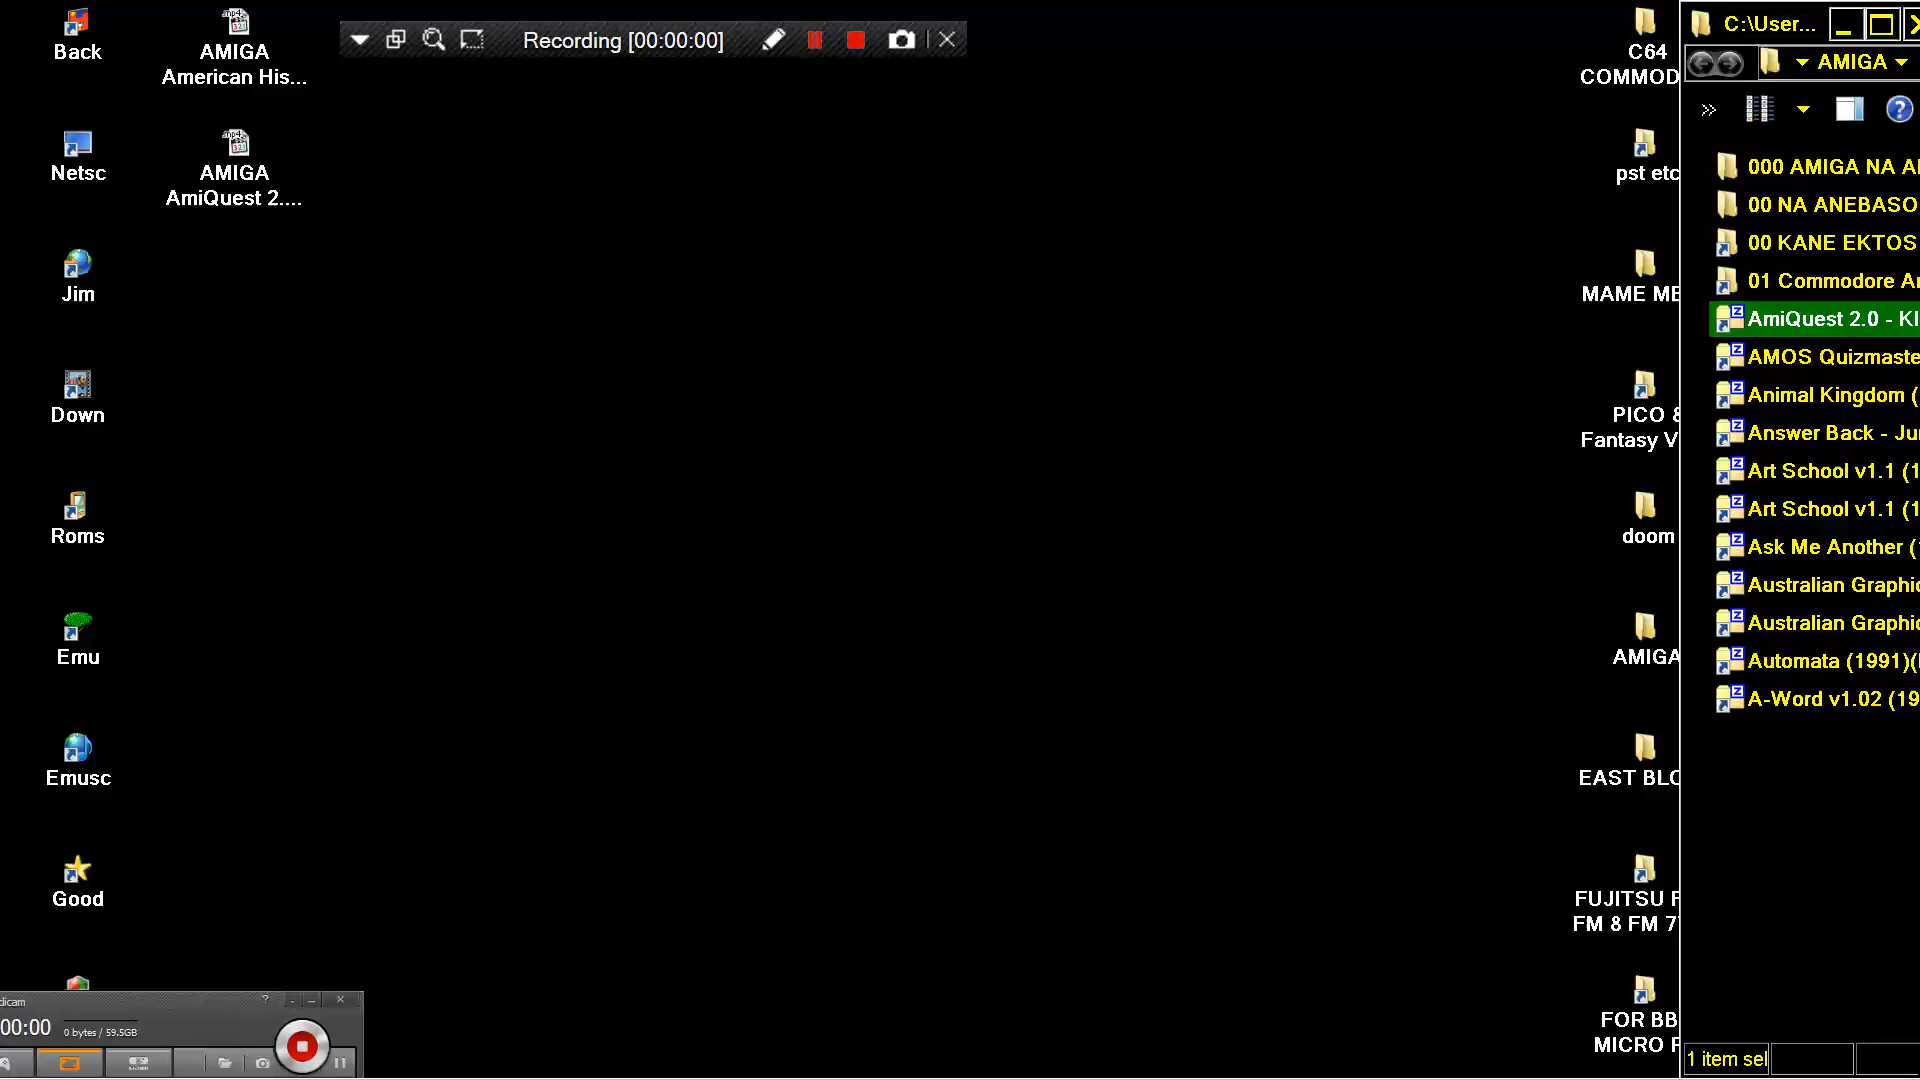 Back
AMIGA
American His...
Recording [00:00:00]
Netsc
AMIGA
AmiQuest 2....
Jim
Down
Roms
Emu
Emusc
Good
dicam
?
00:00
0 bytes / 59.5GB
C64
COMMOD
pst etc
MAME ME
PICO &
Fantasy V
doom
AMIGA
EAST BLO
FUJITSU F
FM 8 FM 7
FOR BB
MICRO F
C:\User...
AMIGA
000 AMIGA NA A
00 NA ANEBASO
00 KANE EKTOS
01 Commodore A
AmiQuest 2.0 - KI
AMOS Quizmaste
Animal Kingdom (
Answer Back - Ju
Art School v1.1 (1
Art School v1.1 (1
Ask Me Another (
Australian Graphic
Australian Graphic
Automata (1991)(
A-Word v1.02 (19
1 item sel